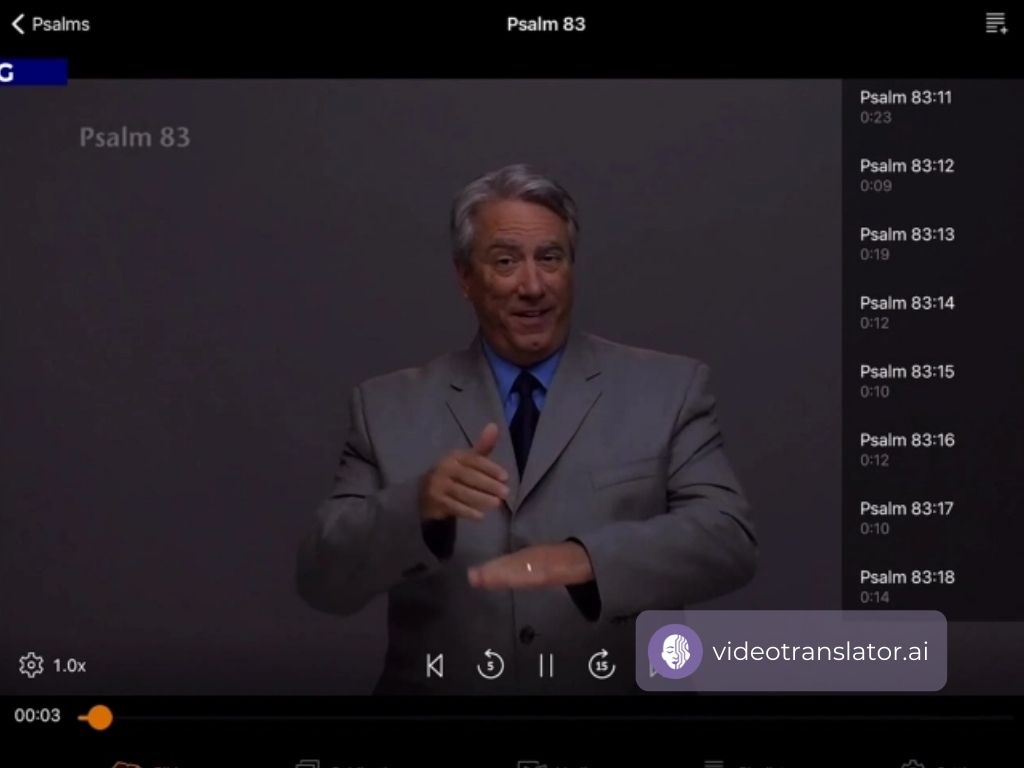 Psalms
Psalm 83
G
Psalm 83
Psalm 83:11
0:23
Psalm 83:12
0:09
Psalm 83:13
0:19
Psalm 83:14
0:12
Psalm 83:15
0:10
Psalm 83:16
0:12
Psalm 83:17
0:10
Psalm 83:18
0:14
videotranslator.ai
1.0x
5
15
00:03